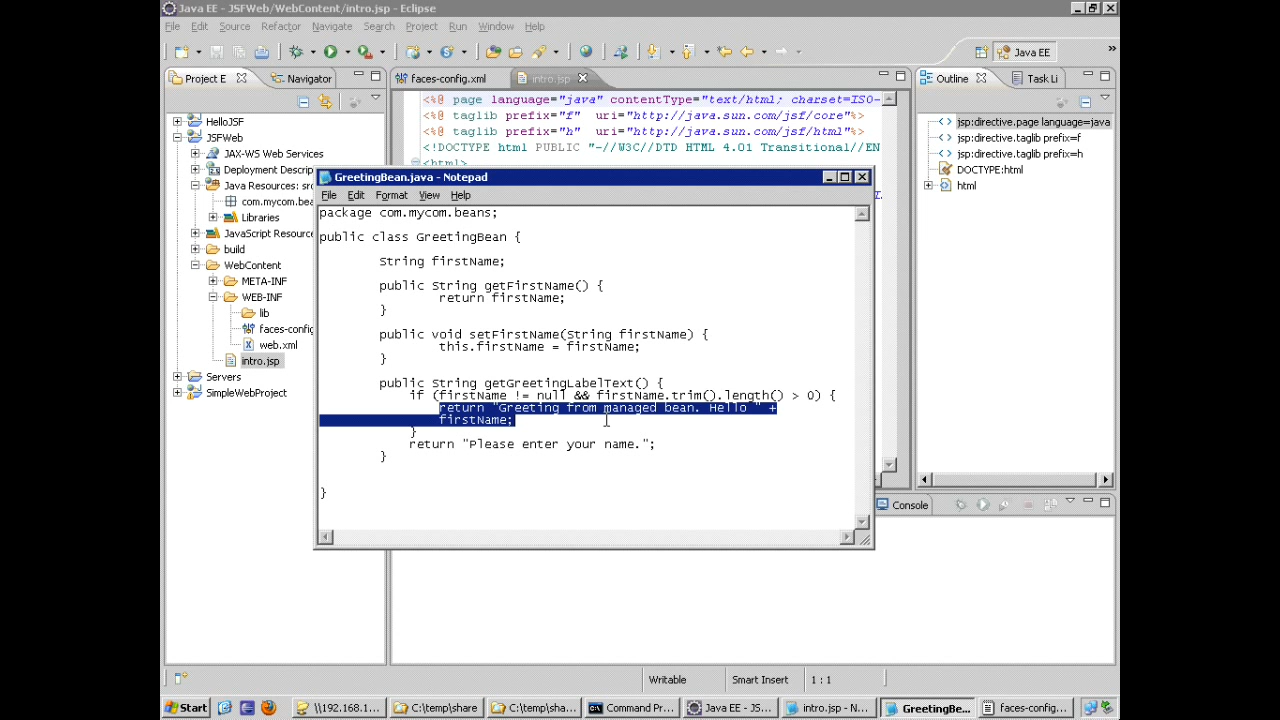 Java EE - JSFWeb/WebContent/intro.jsp - Eclipse
File Edit Source Refactor Navigate Search Project Run Window Help
Java EE
Project E
Navigator
faces-config.xml
intro.jsp
Outline
Task Li
HelloJSF
JSFWeb
JAX-WS Web Services
Deployment Descrip
Java Resources: src
com.mycom.bea
Libraries
JavaScript Resource
build
WebContent
META-INF
WEB-INF
lib
faces-config
web.xml
intro.jsp
Servers
SimpleWebProject
<%@ page language="java" contentType="text/html; charset=ISO-
<%@ taglib prefix="f" uri="http://java.sun.com/jsf/core"%>
<%@ taglib prefix="h" uri="http://java.sun.com/jsf/html"%>
<!DOCTYPE html PUBLIC "-//W3C//DTD HTML 4.01 Transitional//EN
<html>
jsp:directive.page language=java
jsp:directive.taglib prefix=f
jsp:directive.taglib prefix=h
DOCTYPE:html
html
GreetingBean.java - Notepad
File Edit Format View Help
package com.mycom.beans;
public class GreetingBean {
String firstName;
public String getFirstName() {
return firstName;
}
public void setFirstName(String firstName) {
this.firstName = firstName;
}
public String getGreetingLabelText() {
if (firstName != null && firstName.trim().length() > 0) {
return "Greeting from managed bean. Hello " +
firstName;
}
return "Please enter your name.";
}
}
Console
Writable
Smart Insert
1 : 1
Start
\\192.168.1...
C:\temp\share
C:\temp\sha...
Command Pr...
Java EE - JS...
intro.jsp - N...
GreetingBe...
faces-config...